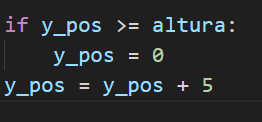 if y_pos >= altura:
    y_pos = 0
y_pos = y_pos + 5